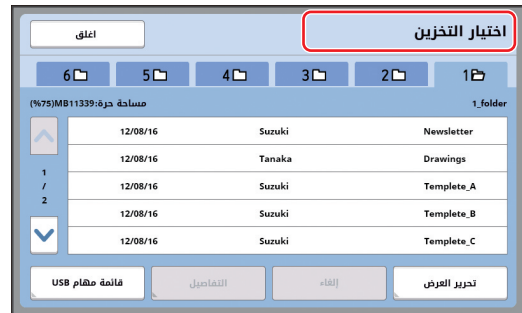 اختيار التخزين
اغلق
1 2 3 4 5 6
1_folder
مساحة حرة:MB11339(%75)
Newsletter Suzuki 12/08/16
Drawings Tanaka 12/08/16
Templete_A Suzuki 12/08/16
Templete_B Suzuki 12/08/16
Templete_C Suzuki 12/08/16
1
/
2
تحرير العرض
إلغاء
التفاصيل
قائمة مهام USB